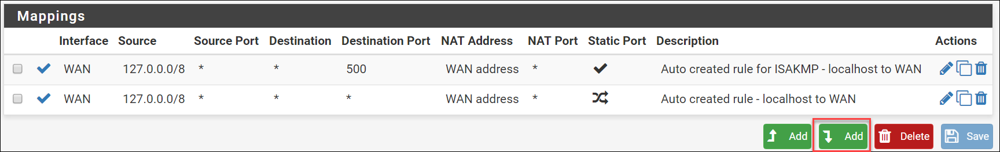 Mappings
Interface Source Source Port Destination Destination Port NAT Address NAT Port Static Port Description Actions
WAN 127.0.0.0/8 * * 500 WAN address * Auto created rule for ISAKMP - localhost to WAN
WAN 127.0.0.0/8 * * * WAN address * Auto created rule - localhost to WAN
Add Add Delete Save